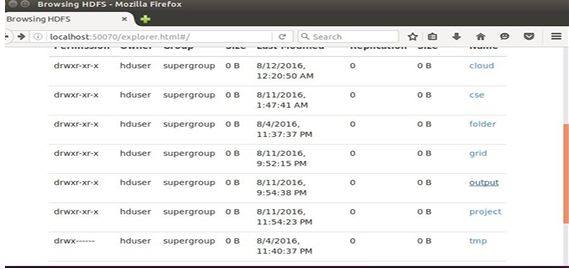 Browsing HDFS - Mozilla Firefox
Browsing HDFS
localhost:50070/explorer.html#/ Search
Permission Owner Group Size Last Modified Replication Size Name
drwxr-xr-x hduser supergroup 0 B 8/12/2016, 0 0 B cloud
12:20:50 AM
drwxr-xr-x hduser supergroup 0 B 8/11/2016, 0 0 B cse
1:47:41 AM
drwxr-xr-x hduser supergroup 0 B 8/4/2016, 0 0 B folder
11:37:37 PM
drwxr-xr-x hduser supergroup 0 B 8/11/2016, 0 0 B grid
9:52:15 PM
drwxr-xr-x hduser supergroup 0 B 8/11/2016, 0 0 B output
9:54:38 PM
drwxr-xr-x hduser supergroup 0 B 8/11/2016, 0 0 B project
11:54:23 PM
drwx------ hduser supergroup 0 B 8/4/2016, 0 0 B tmp
11:40:37 PM